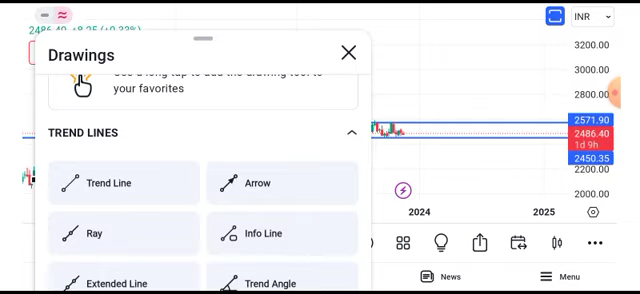 2486.40 +8.25 (+0.33%)
INR
Drawings
Use a long tap to add the drawing tool to
your favorites
TREND LINES
Trend Line
Arrow
Ray
Info Line
Extended Line
Trend Angle
3200.00
3000.00
2800.00
2571.90
2486.40
1d 9h
2450.35
2200.00
2000.00
2024
2025
News
Menu